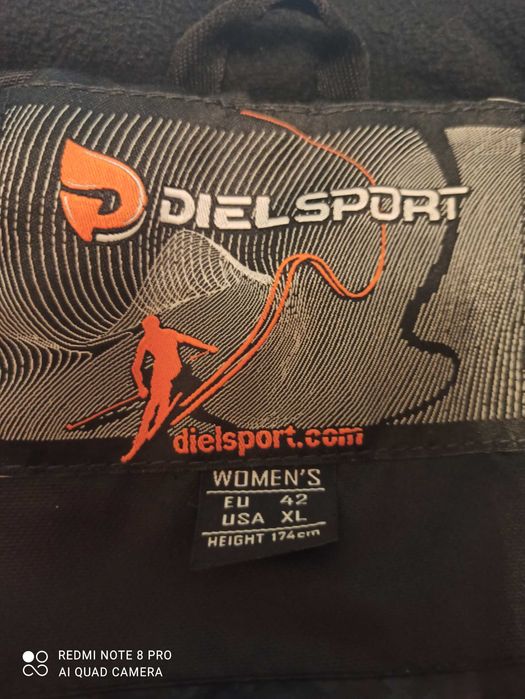 DIELSPORT
dielsport.com
WOMEN'S
EU 42
USA XL
HEIGHT 174cm
REDMI NOTE 8 PRO
AI QUAD CAMERA